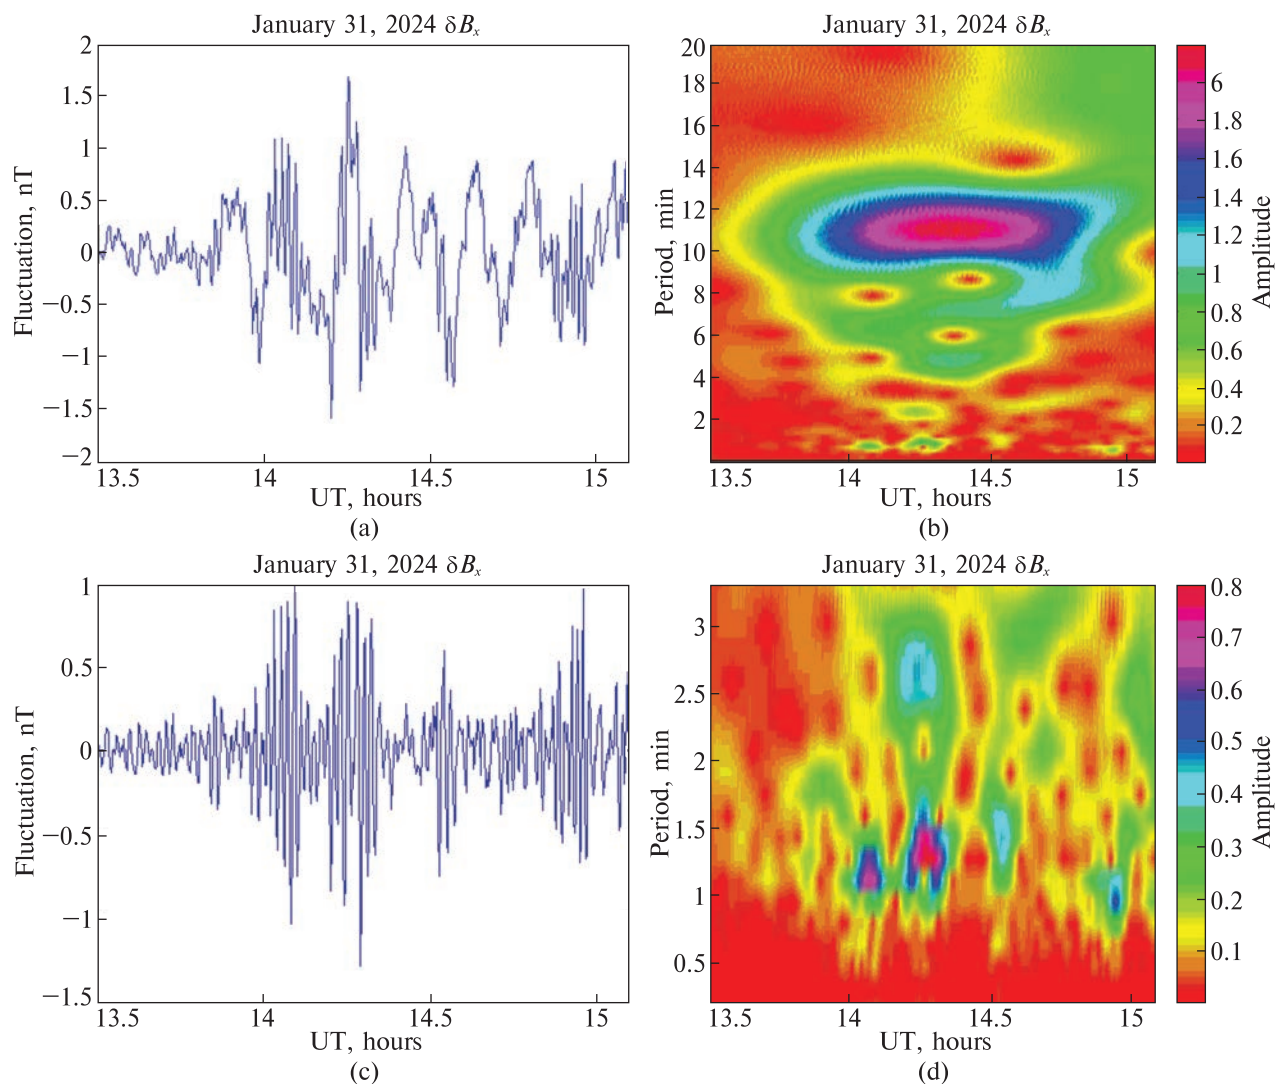 January 31, 2024 δBx
Fluctuation, nT
2
1.5
1
0.5
0
−0.5
−1
−1.5
−2
13.5 14 14.5 15
UT, hours
(a)
January 31, 2024 δBx
Period, min
20
18
16
14
12
10
8
6
4
2
13.5 14 14.5 15
UT, hours
(b)
6
1.8
1.6
1.4
1.2
1
0.8
0.6
0.4
0.2
Amplitude
January 31, 2024 δBx
Fluctuation, nT
1
0.5
0
−0.5
−1
−1.5
13.5 14 14.5 15
UT, hours
(c)
January 31, 2024 δBx
Period, min
3
2.5
2
1.5
1
0.5
13.5 14 14.5 15
UT, hours
(d)
0.8
0.7
0.6
0.5
0.4
0.3
0.2
0.1
Amplitude